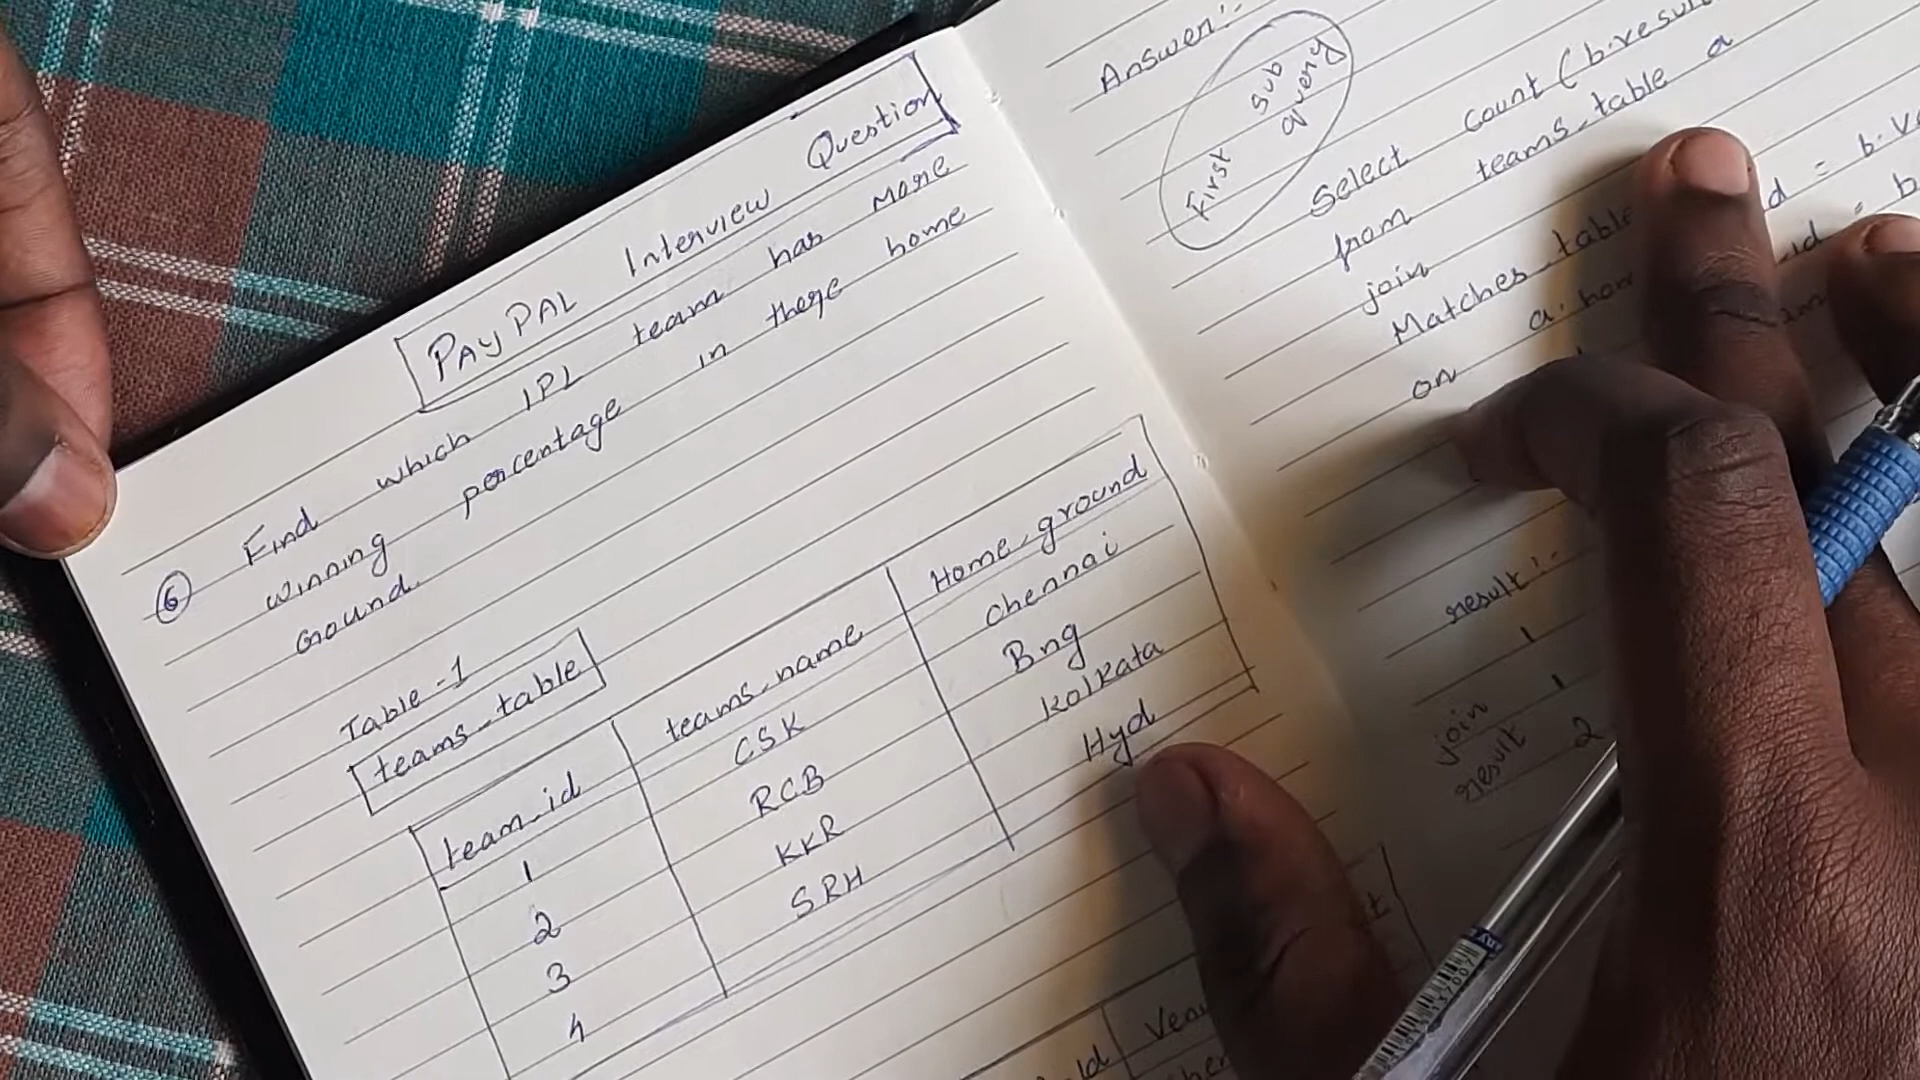 PAYPAL Interview Question
6 Find which IPL team has more
winning percentage in there home
Ground.
Table-1
teams_table
team_id teams_name Home_ground
1 CSK Chennai
2 RCB Bng
3 KKR Kolkata
4 SRH Hyd
Answer:-
First sub query
Select count (b.result
from teams_table a
join
Matches_table
on a.hom
result:-
1
join 1
result 2